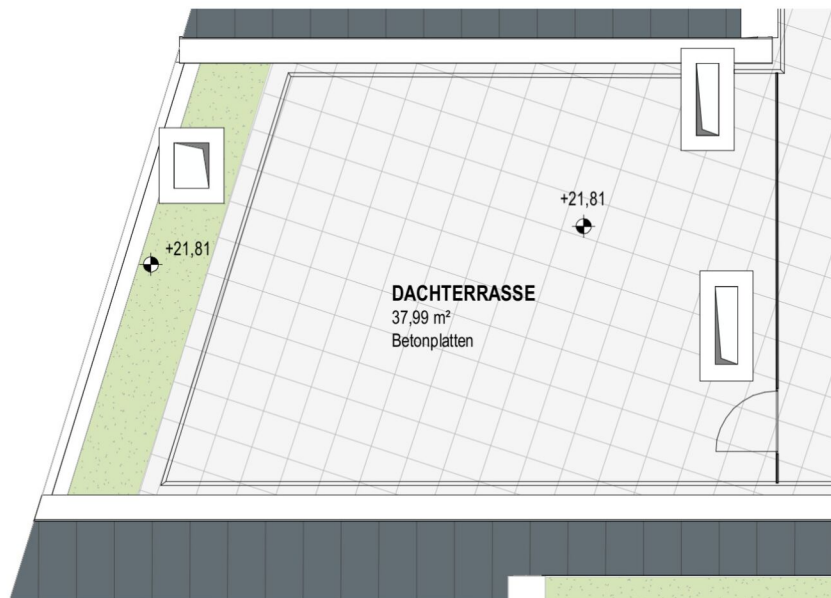 +21,81
+21,81
DACHTERRASSE
37,99 m²
Betonplatten